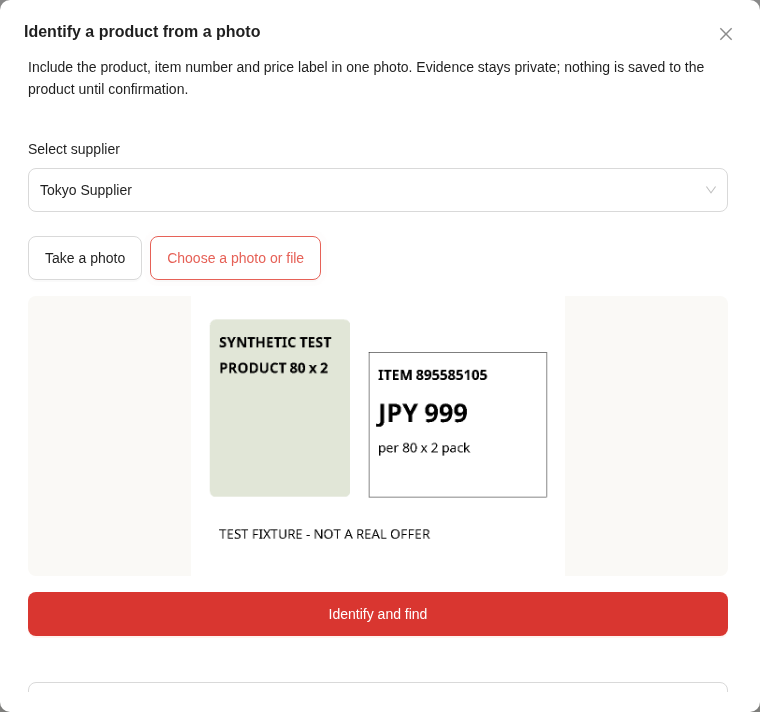 Identify a product from a photo
Include the product, item number and price label in one photo. Evidence stays private; nothing is saved to the
product until confirmation.
Select supplier
Tokyo Supplier
Take a photo
Choose a photo or file
SYNTHETIC TEST
PRODUCT 80 x 2
ITEM 895585105
JPY 999
per 80 x 2 pack
TEST FIXTURE - NOT A REAL OFFER
Identify and find